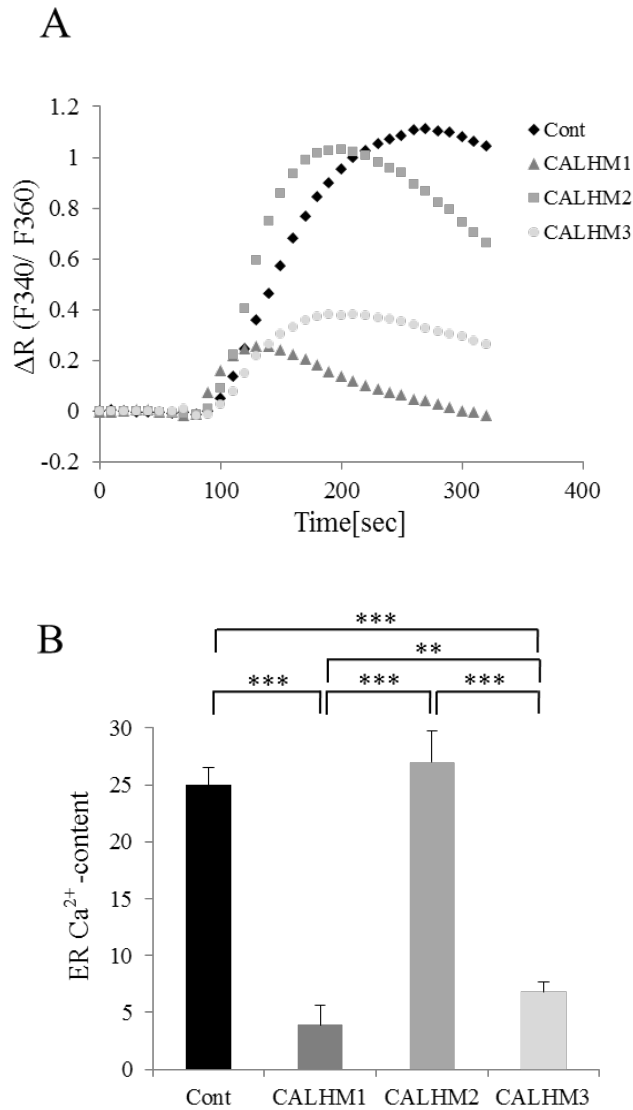 A
ΔR (F340/ F360)
1.2
1
0.8
0.6
0.4
0.2
0
-0.2
0
100
200
300
400
Time[sec]
Cont
CALHM1
CALHM2
CALHM3
B
***
**
***
***
***
ER Ca²⁺ -content
30
25
20
15
10
5
0
Cont
CALHM1
CALHM2
CALHM3